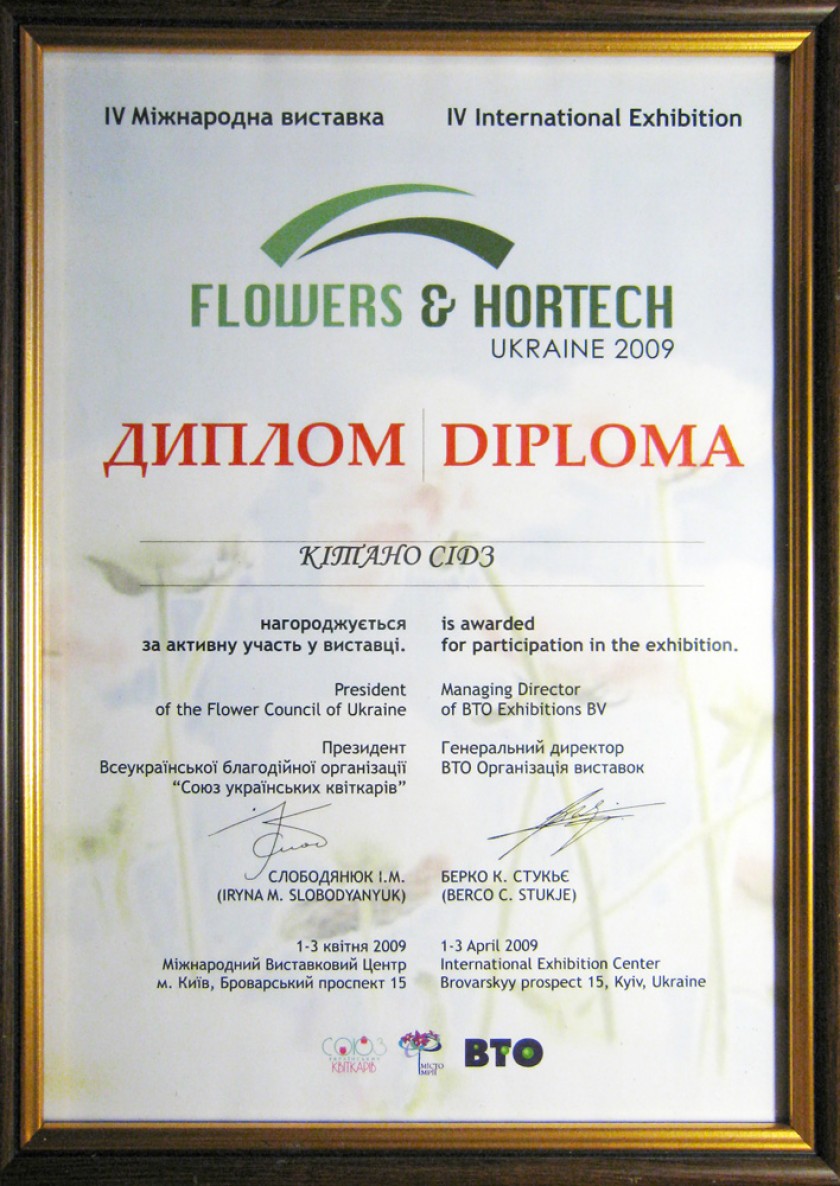 IV Міжнародна виставка IV International Exhibition
FLOWERS & HORTECH
UKRAINE 2009
ДИПЛОМ DIPLOMA
КІТАНО СІДЗ
нагороджується
за активну участь у виставці.
is awarded
for participation in the exhibition.
President
of the Flower Council of Ukraine
Managing Director
of BTO Exhibitions BV
Президент
Всеукраїнської благодійної організації
“Союз українських квіткарів”
Генеральний директор
ВТО Організація виставок
СЛОБОДЯНЮК І.М.
(IRYNA M. SLOBODYANYUK)
БЕРКО К. СТУКЬЄ
(BERCO C. STUKJE)
1-3 квітня 2009
Міжнародний Виставковий Центр
м. Київ, Броварський проспект 15
1-3 April 2009
International Exhibition Center
Brovarskyy prospect 15, Kyiv, Ukraine
СОЮЗ
УКРАЇНСЬКИХ
КВІТКАРІВ
МІСТО
МРІЇ
BTO